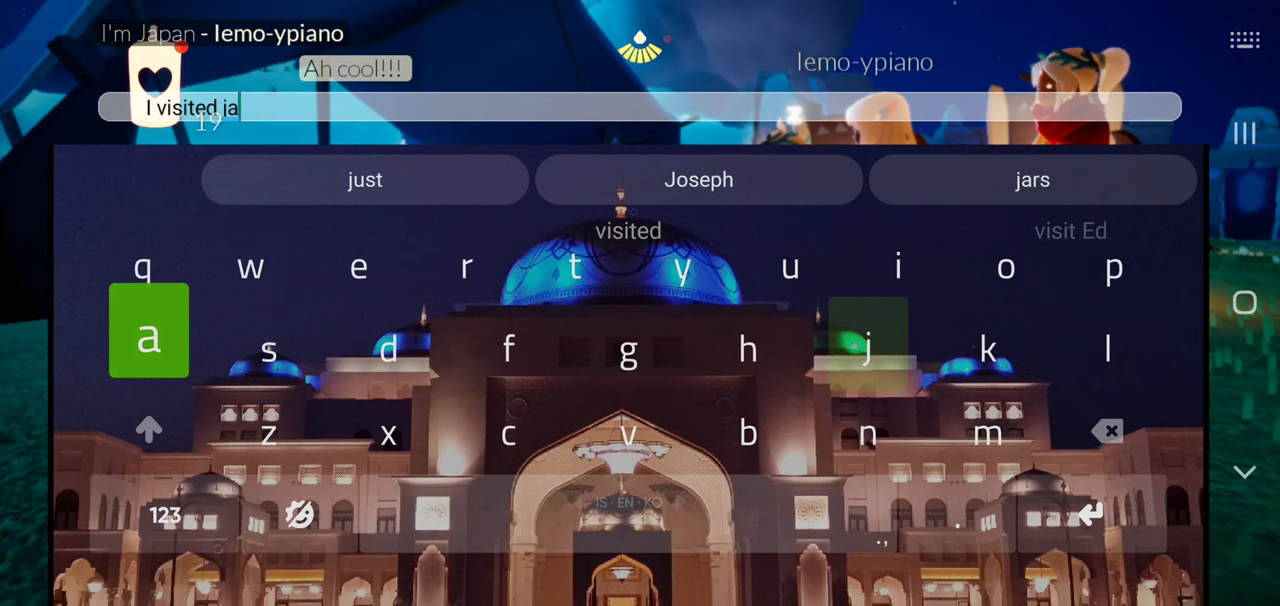 I'm Japan - lemo-ypiano
Ah cool!!!
lemo-ypiano
I visited ja
19
just Joseph jars
visited visit Ed
q w e r t y u i o p
a s d f g h j k l
z x c v b n m
IS · EN · KO
123 .
.,